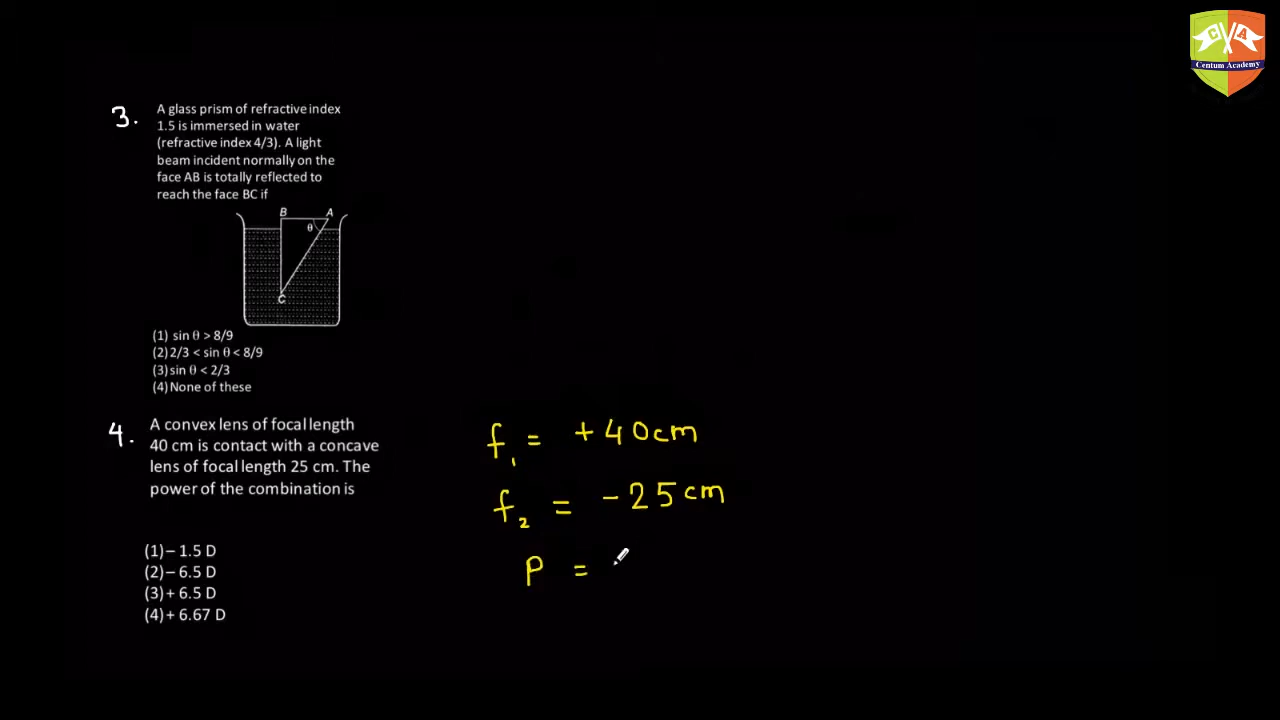 C A
Centum Academy
3.
A glass prism of refractive index
1.5 is immersed in water
(refractive index 4/3). A light
beam incident normally on the
face AB is totally reflected to
reach the face BC if
B A
θ
C
(1) sin θ > 8/9
(2) 2/3 < sin θ < 8/9
(3) sin θ < 2/3
(4) None of these
4.
A convex lens of focal length
40 cm is contact with a concave
lens of focal length 25 cm. The
power of the combination is
(1) – 1.5 D
(2) – 6.5 D
(3) + 6.5 D
(4) + 6.67 D
f₁ = + 40 cm
f₂ = - 25 cm
P =